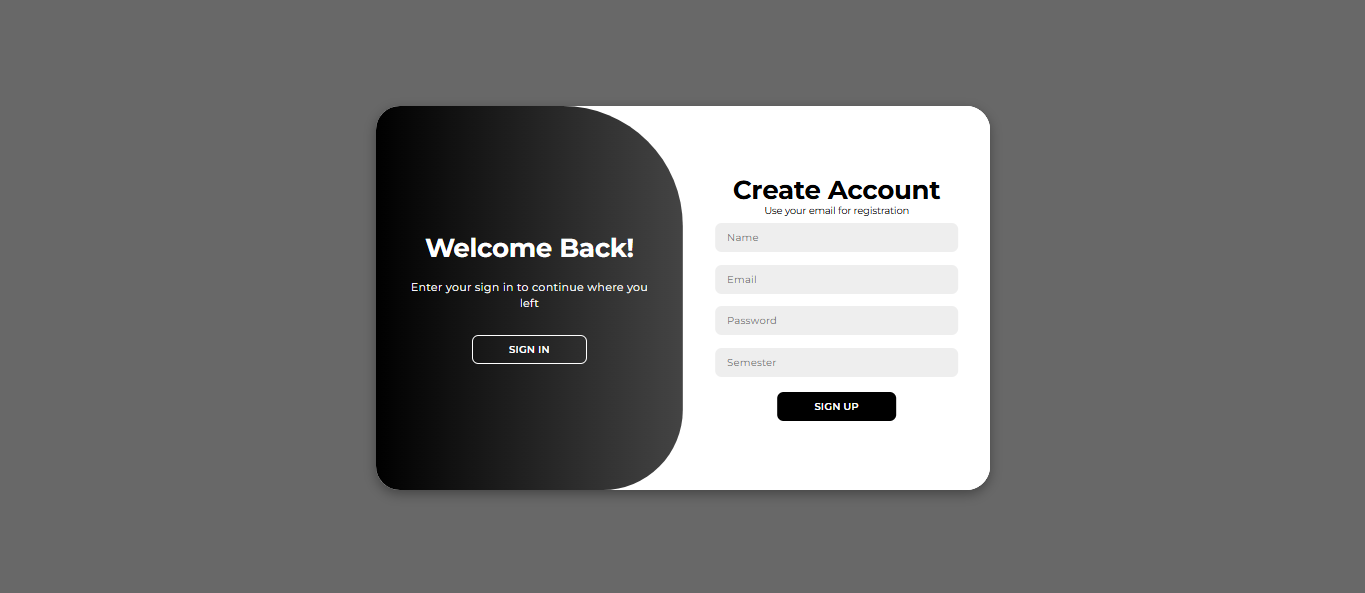 Welcome Back!
Enter your sign in to continue where you
left
SIGN IN
Create Account
Use your email for registration
Name
Email
Password
Semester
SIGN UP